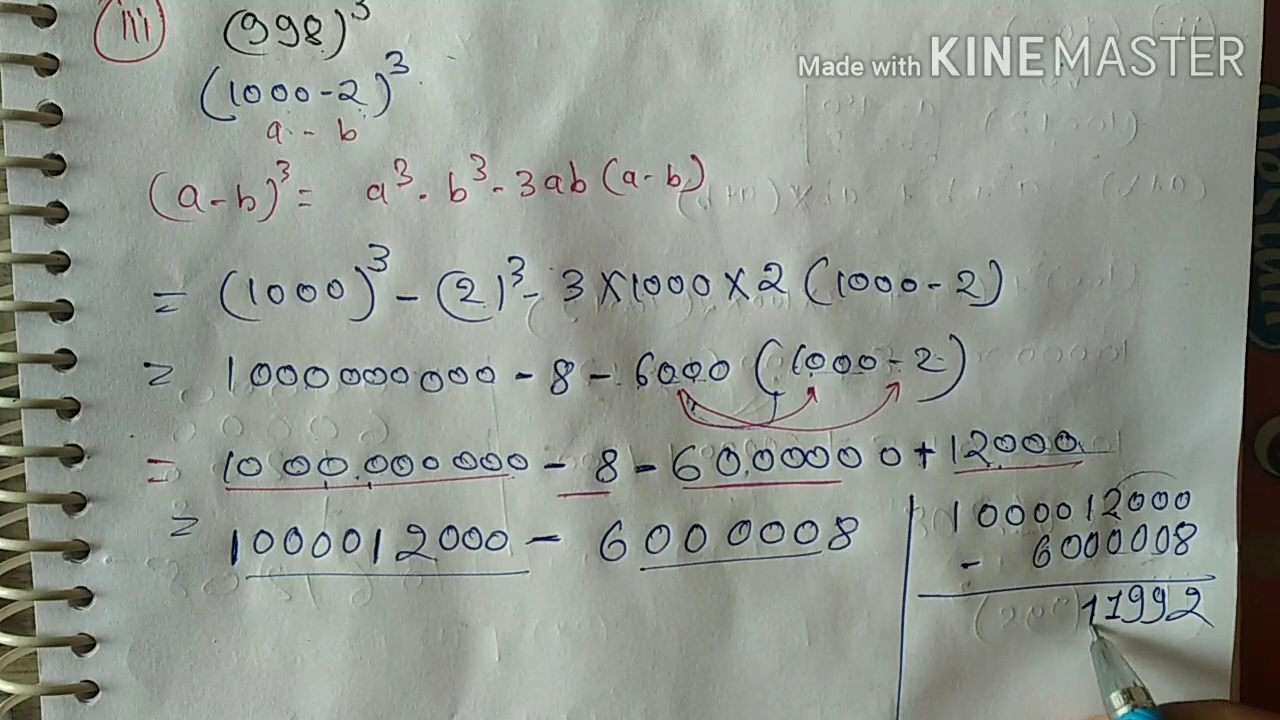 (iii) (998)³
Made with KINEMASTER
(1000-2)³
a - b
(a-b)³ = a³ - b³ - 3ab (a-b)
= (1000)³ - (2)³ - 3 × 1000 × 2 (1000-2)
= 1000000000 - 8 - 6000 (1000-2)
= 1000000000 - 8 - 6000000 + 12000
= 1000012000 - 6000008
1000012000
- 6000008
11992